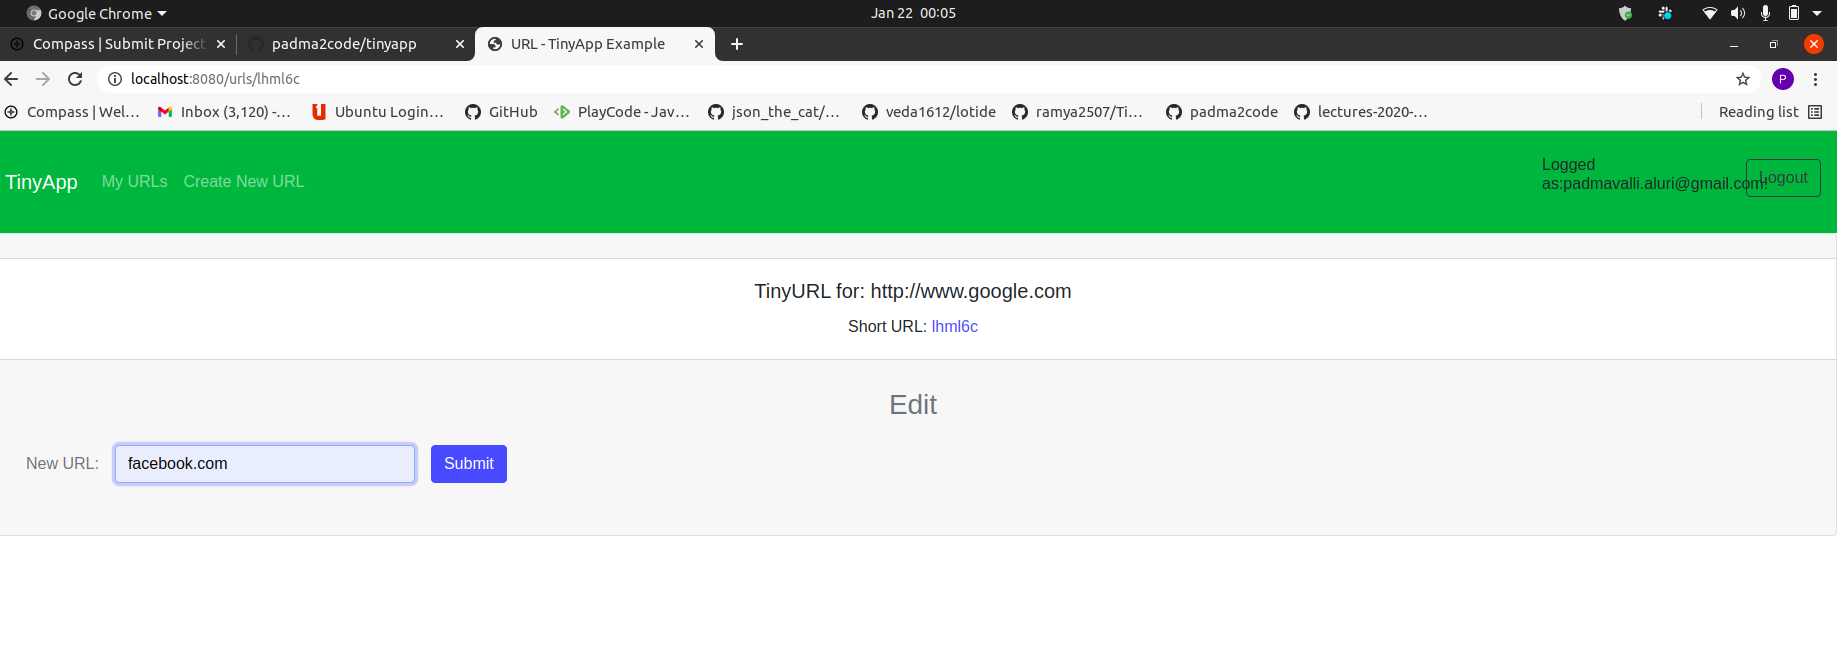 Google Chrome
Jan 22 00:05
Compass | Submit Project
padma2code/tinyapp
URL - TinyApp Example
localhost:8080/urls/lhml6c
P
Compass | Wel... Inbox (3,120) -... Ubuntu Login... GitHub PlayCode - Jav... json_the_cat/... veda1612/lotide ramya2507/Ti... padma2code lectures-2020-... Reading list
TinyApp My URLs Create New URL
Logged
as:padmavalli.aluri@gmail.com!
Logout
TinyURL for: http://www.google.com
Short URL: lhml6c
Edit
New URL: facebook.com Submit